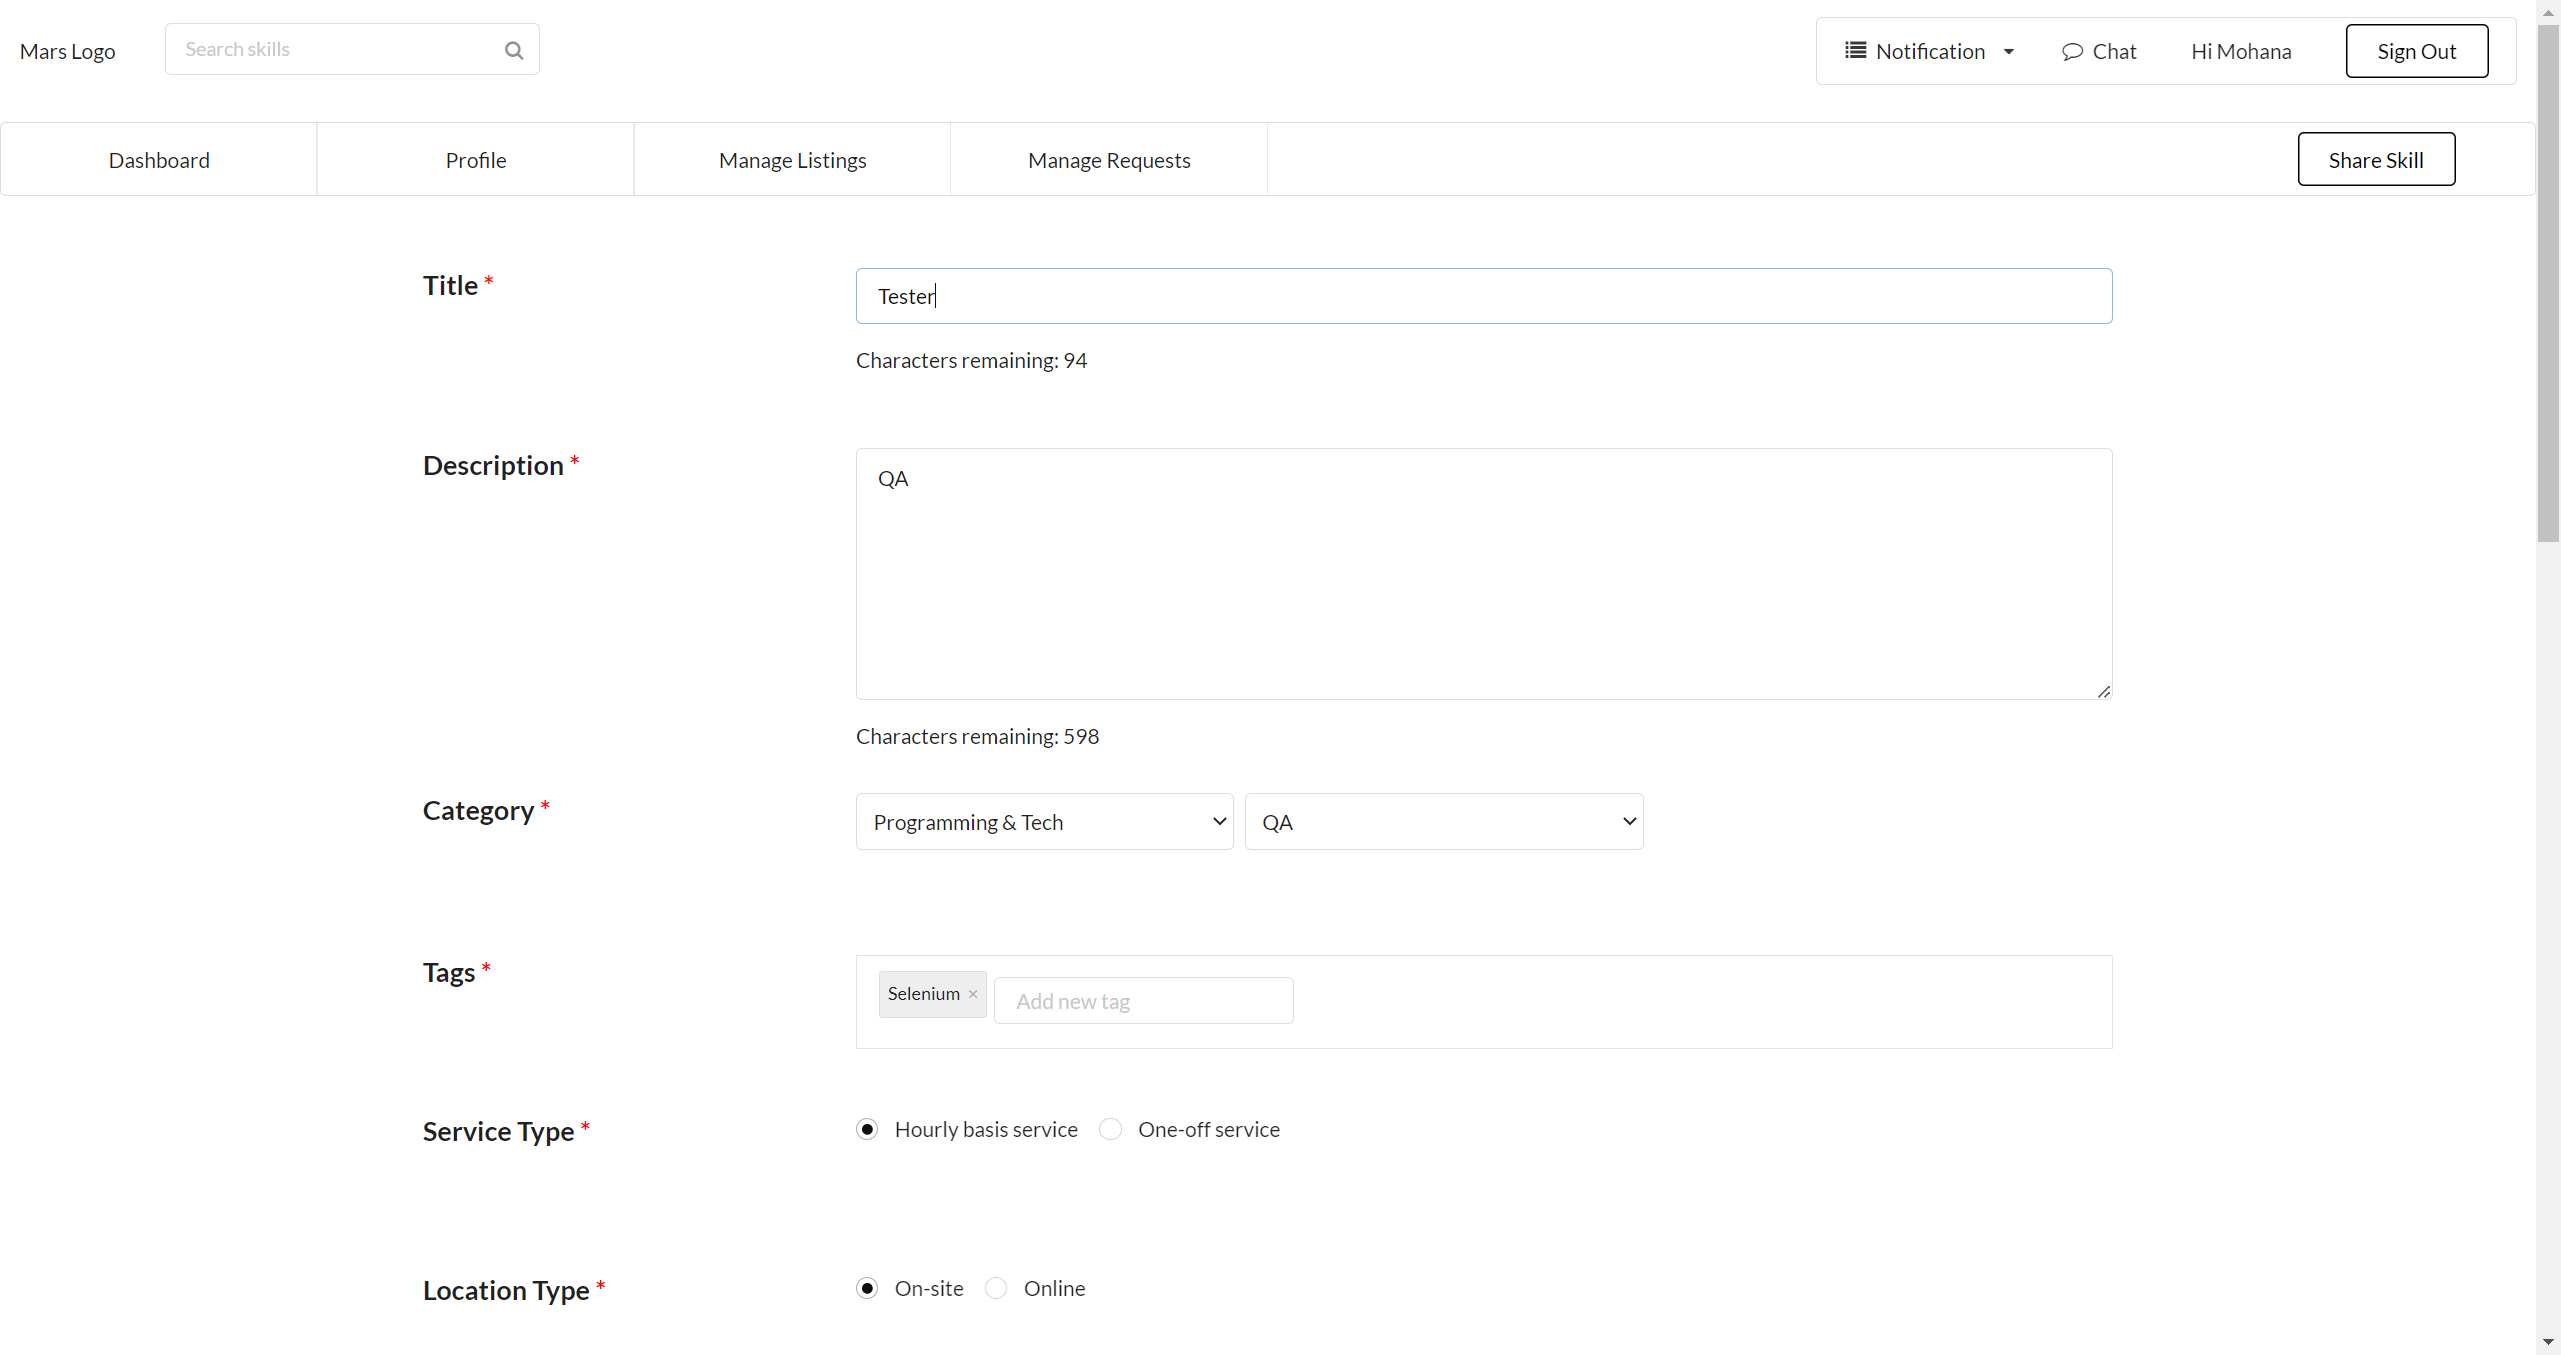 Mars Logo
Search skills
Notification
Chat
Hi Mohana
Sign Out
Dashboard
Profile
Manage Listings
Manage Requests
Share Skill
Title *
Tester
Characters remaining: 94
Description *
QA
Characters remaining: 598
Category *
Programming & Tech
QA
Tags *
Selenium ×
Add new tag
Service Type *
Hourly basis service
One-off service
Location Type *
On-site
Online